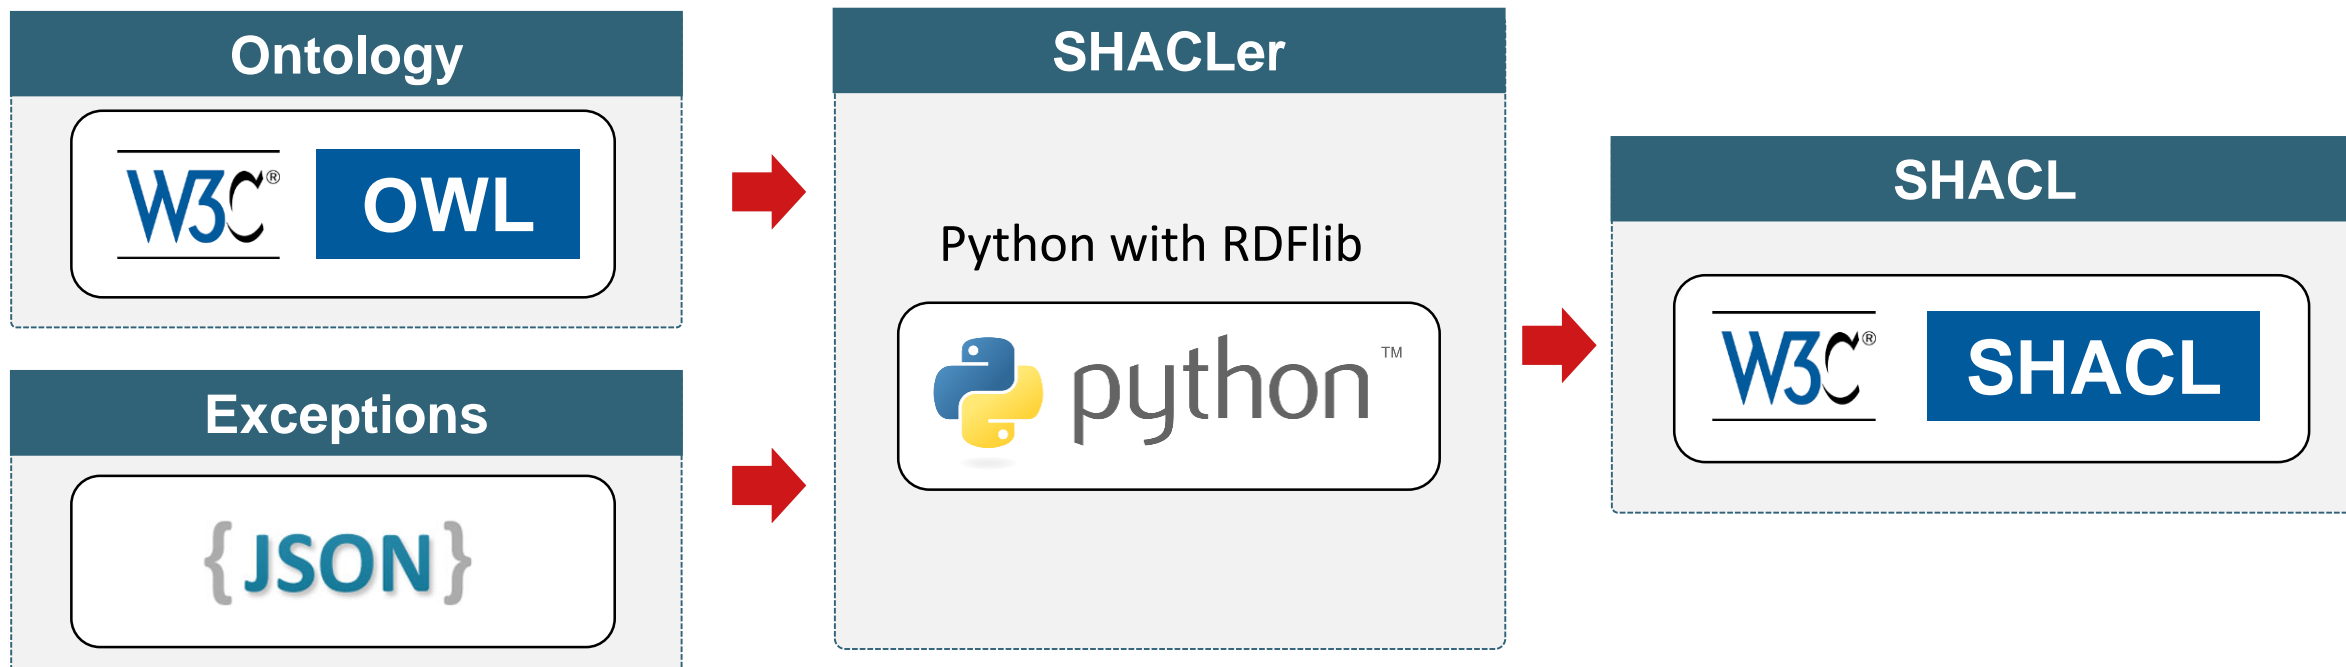 Ontology
W3C®
OWL
Exceptions
{JSON}
SHACLer
Python with RDFlib
python™
SHACL
W3C®
SHACL